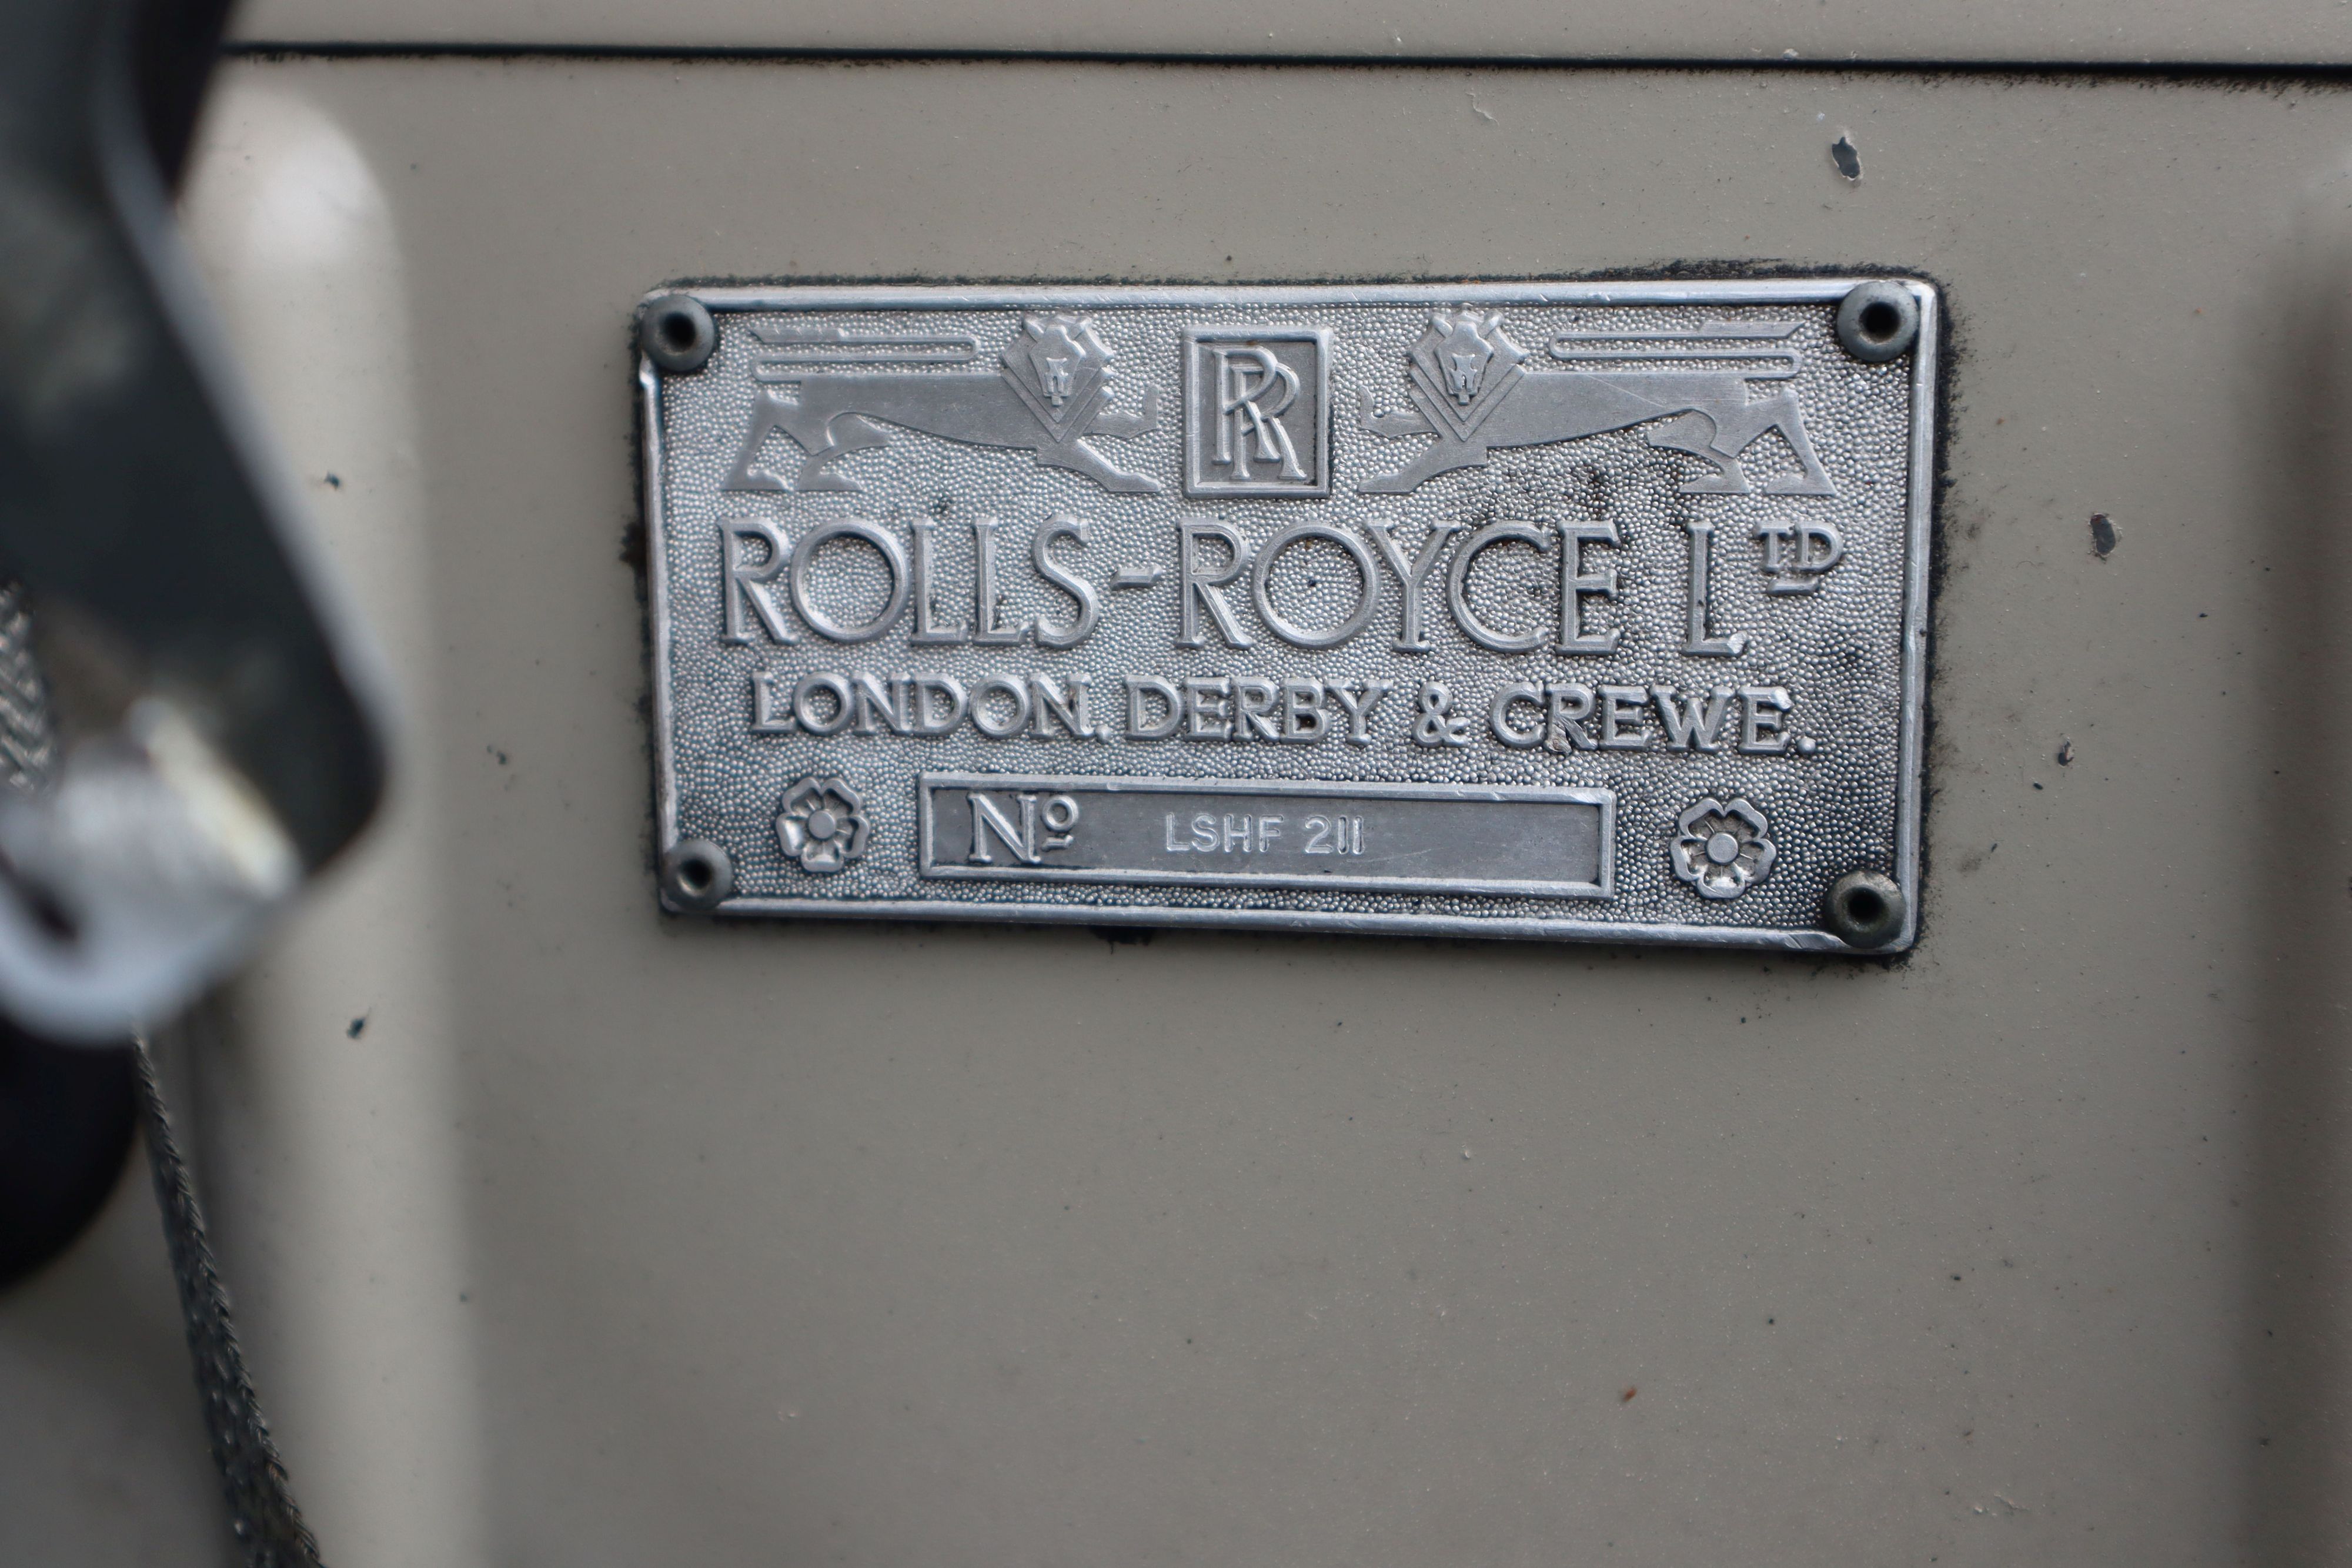 RR
ROLLS-ROYCE LTD
LONDON, DERBY & CREWE.
Nº LSHF 211